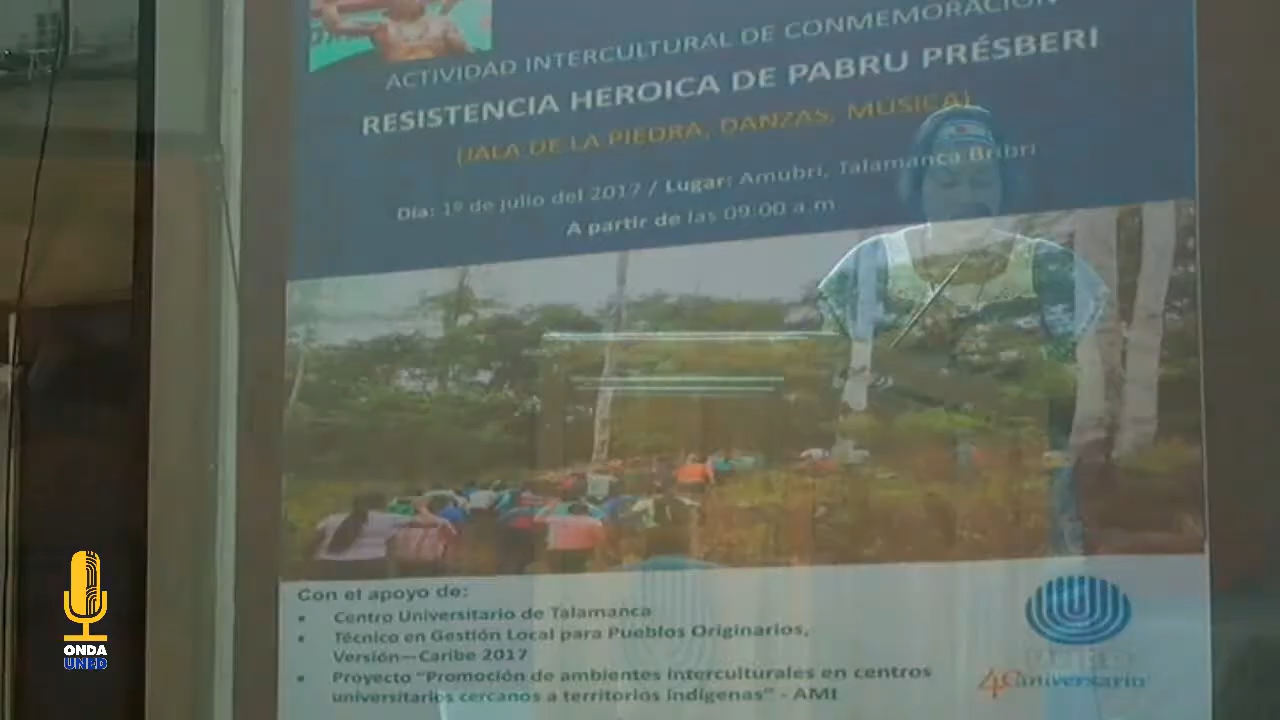 ACTIVIDAD INTERCULTURAL DE CONMEMORACIÓN
RESISTENCIA HEROICA DE PABRU PRÉSBERI
(JALA DE LA PIEDRA, DANZAS, MÚSICA)
Día: 1º de julio del 2017 / Lugar: Amubri, Talamanca Bribri
A partir de las 09:00 a.m.
Con el apoyo de:
• Centro Universitario de Talamanca
• Técnico en Gestión Local para Pueblos Originarios,
Versión—Caribe 2017
• Proyecto "Promoción de ambientes interculturales en centros
universitarios cercanos a territorios indígenas" - AMI
UNED
40 aniversario
ONDA
UNED